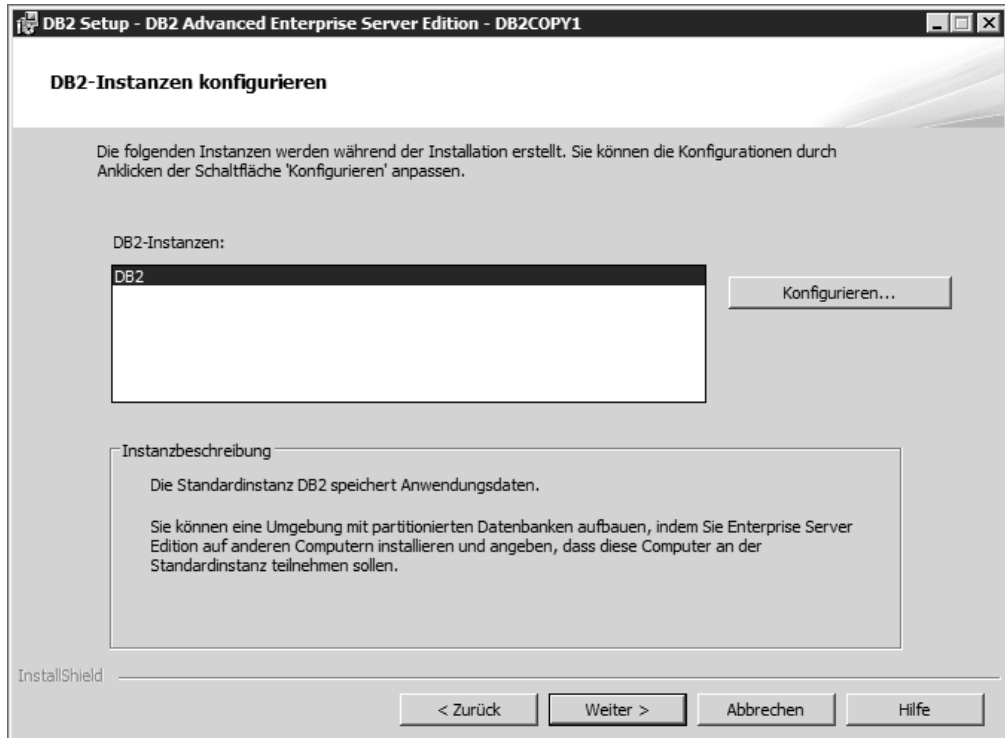 DB2 Setup - DB2 Advanced Enterprise Server Edition - DB2COPY1
DB2-Instanzen konfigurieren
Die folgenden Instanzen werden während der Installation erstellt. Sie können die Konfigurationen durch
Anklicken der Schaltfläche 'Konfigurieren' anpassen.
DB2-Instanzen:
DB2
Konfigurieren...
Instanzbeschreibung
Die Standardinstanz DB2 speichert Anwendungsdaten.
Sie können eine Umgebung mit partitionierten Datenbanken aufbauen, indem Sie Enterprise Server
Edition auf anderen Computern installieren und angeben, dass diese Computer an der
Standardinstanz teilnehmen sollen.
InstallShield
< Zurück
Weiter >
Abbrechen
Hilfe